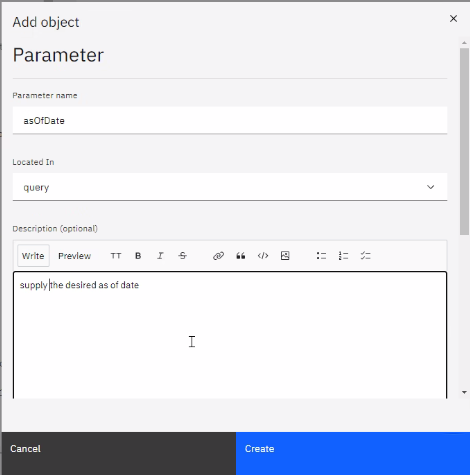 Add object
Parameter
Parameter name
asOfDate
Located In
query
Description (optional)
Write Preview TT B I S
supply the desired as of date
Cancel Create